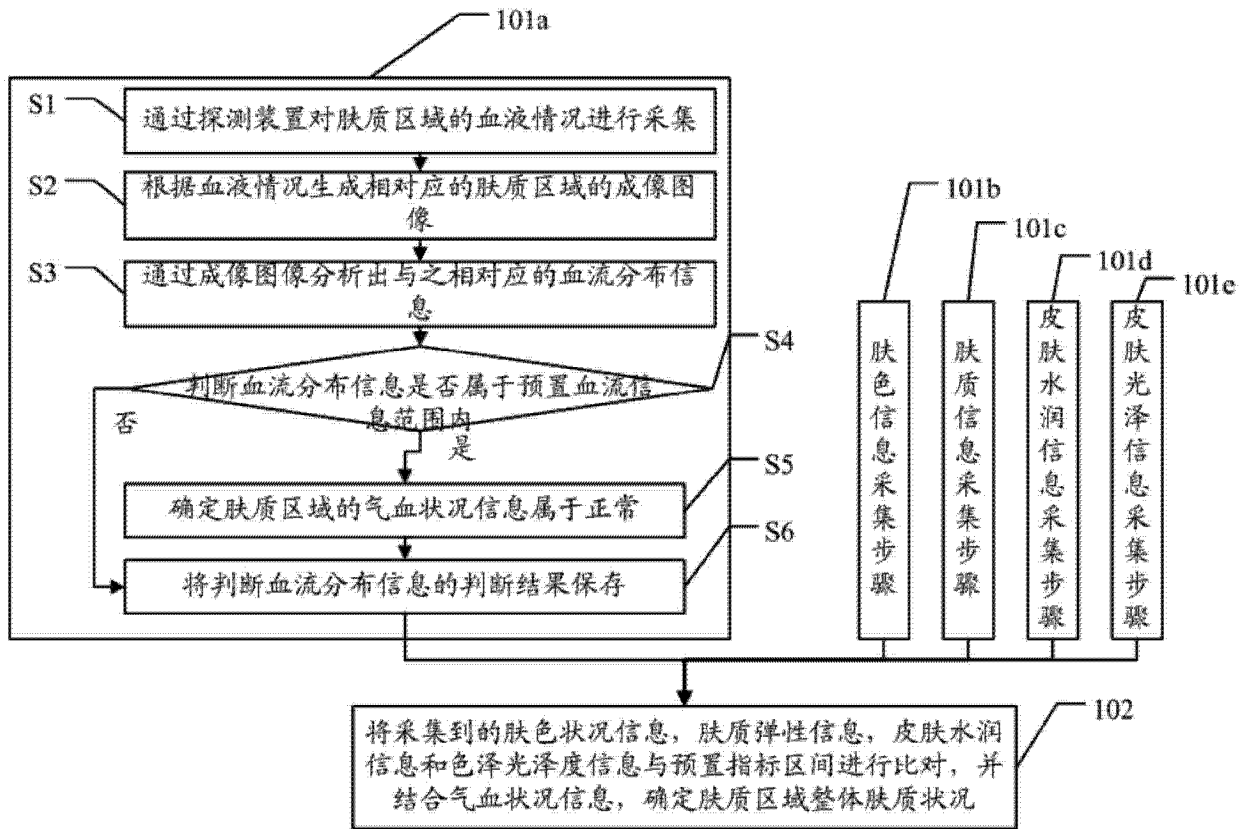 101a
S1
通过探测装置对肤质区域的血液情况进行采集
S2
根据血液情况生成相对应的肤质区域的成像图
像
S3
通过成像图像分析出与之相对应的血流分布信
息
S4
判断血流分布信息是否属于预置血流信
息范围内
否
是
S5
确定肤质区域的气血状况信息属于正常
S6
将判断血流分布信息的判断结果保存
101b
肤色信息采集步骤
101c
肤质信息采集步骤
101d
皮肤水润信息采集步骤
101e
皮肤光泽信息采集步骤
102
将采集到的肤色状况信息，肤质弹性信息，皮肤水润
信息和色泽光泽度信息与预置指标区间进行比对，并
结合气血状况信息，确定肤质区域整体肤质状况